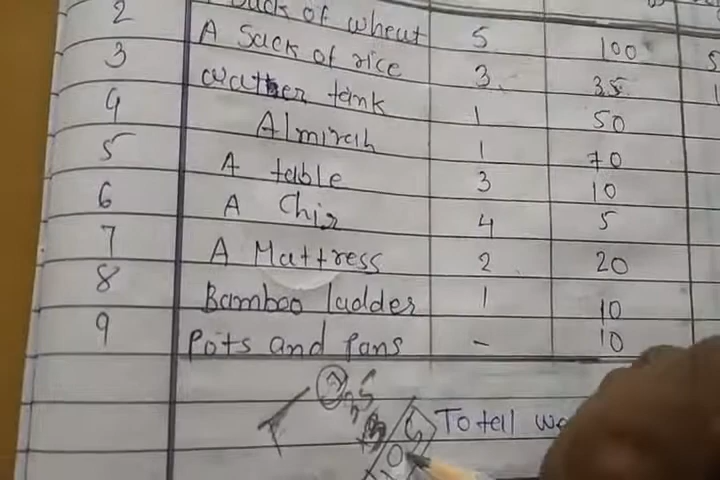 Sack of wheat 5 100 5
2 A Sack of rice 3 35
3 water tank 1 50
4 Almirah 1 70
5 A table 3 10
6 A Chir 4 5
7 A Mattress 2 20
8 Bamboo ladder 1 10
9 Pots and Pans - 10
Totell